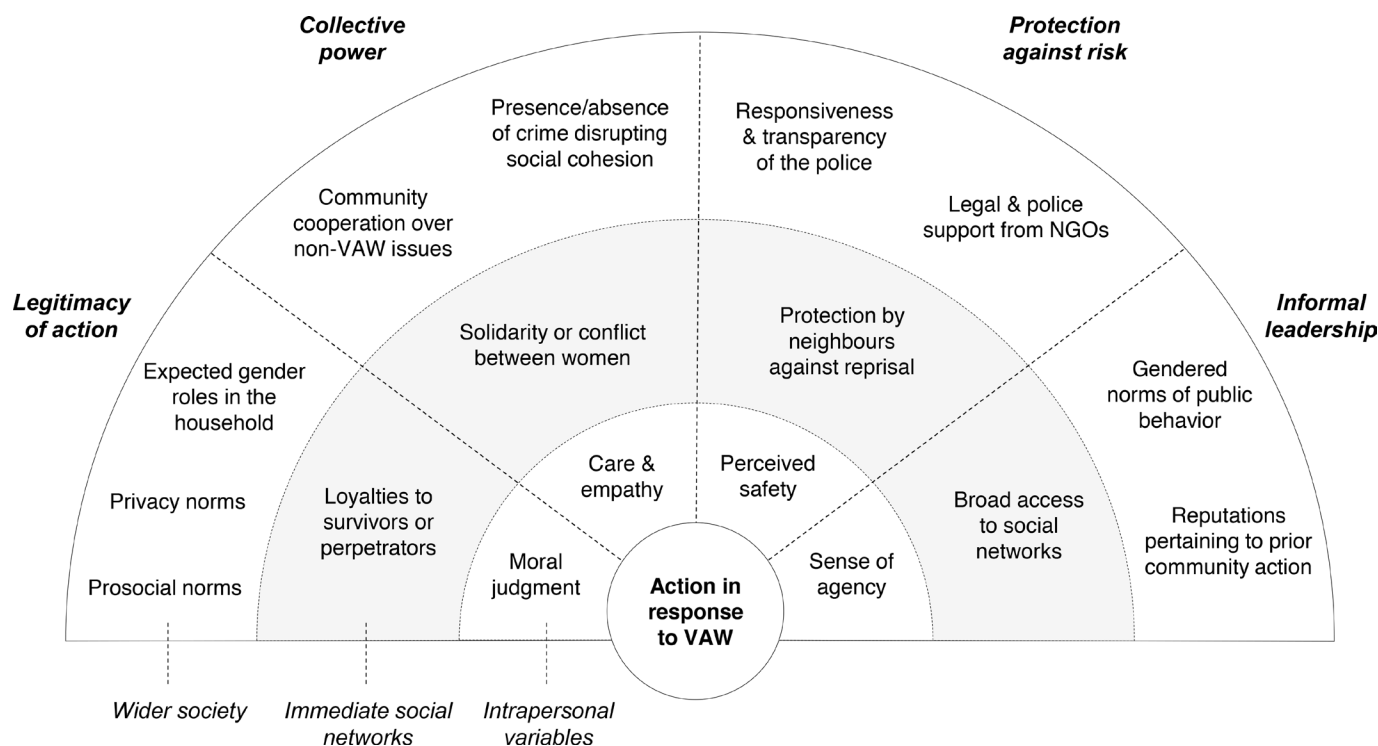 Collective
power
Protection
against risk
Legitimacy
of action
Informal
leadership
Presence/absence
of crime disrupting
social cohesion
Responsiveness
& transparency
of the police
Community
cooperation over
non-VAW issues
Legal & police
support from NGOs
Expected gender
roles in the
household
Privacy norms
Prosocial norms
Solidarity or conflict
between women
Protection by
neighbours
against reprisal
Gendered
norms of public
behavior
Reputations
pertaining to prior
community action
Loyalties to
survivors or
perpetrators
Care &
empathy
Perceived
safety
Broad access
to social
networks
Moral
judgment
Sense of
agency
Action in
response
to VAW
Wider society
Immediate social
networks
Intrapersonal
variables